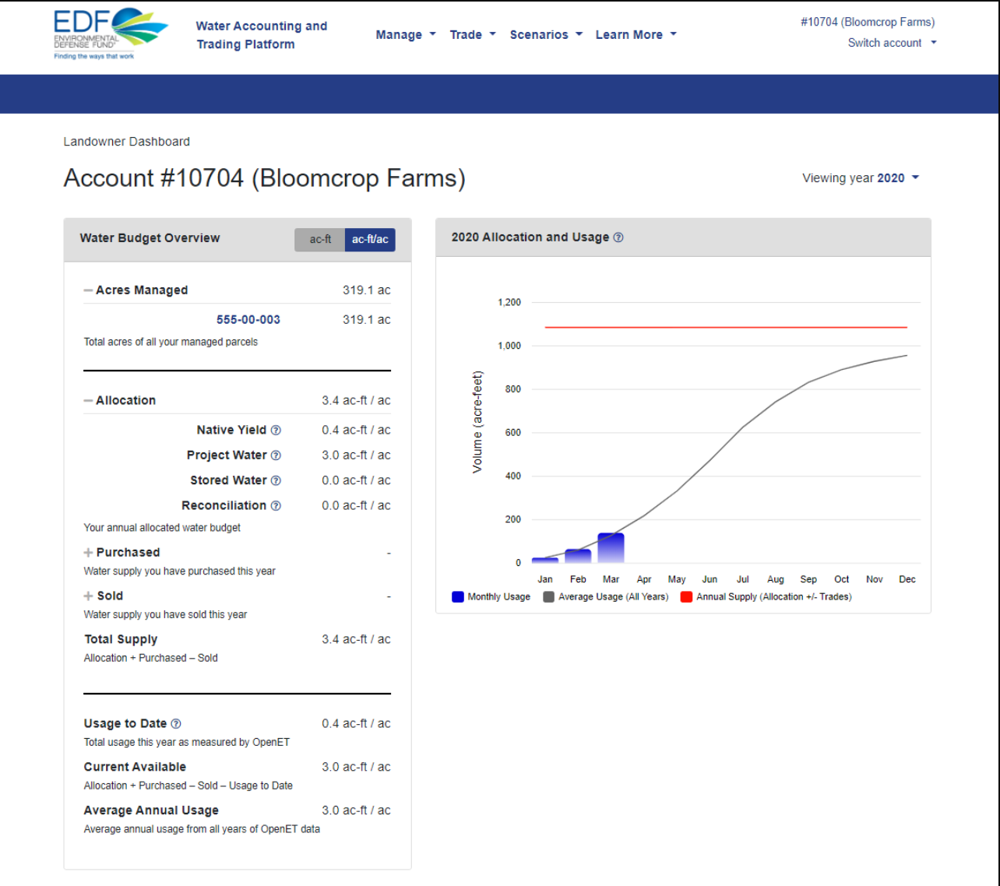 EDF
ENVIRONMENTAL
DEFENSE FUND®
Finding the ways that work
Water Accounting and
Trading Platform
Manage
Trade
Scenarios
Learn More
#10704 (Bloomcrop Farms)
Switch account
Landowner Dashboard
Account #10704 (Bloomcrop Farms)
Viewing year 2020
Water Budget Overview
ac-ft
ac-ft/ac
Acres Managed 319.1 ac
555-00-003 319.1 ac
Total acres of all your managed parcels
Allocation 3.4 ac-ft / ac
Native Yield ? 0.4 ac-ft / ac
Project Water ? 3.0 ac-ft / ac
Stored Water ? 0.0 ac-ft / ac
Reconciliation ? 0.0 ac-ft / ac
Your annual allocated water budget
Purchased -
Water supply you have purchased this year
Sold -
Water supply you have sold this year
Total Supply 3.4 ac-ft / ac
Allocation + Purchased – Sold
Usage to Date ? 0.4 ac-ft / ac
Total usage this year as measured by OpenET
Current Available 3.0 ac-ft / ac
Allocation + Purchased – Sold – Usage to Date
Average Annual Usage 3.0 ac-ft / ac
Average annual usage from all years of OpenET data
2020 Allocation and Usage ?
Volume (acre-feet)
1,200
1,000
800
600
400
200
0
Jan Feb Mar Apr May Jun Jul Aug Sep Oct Nov Dec
Monthly Usage Average Usage (All Years) Annual Supply (Allocation +/- Trades)